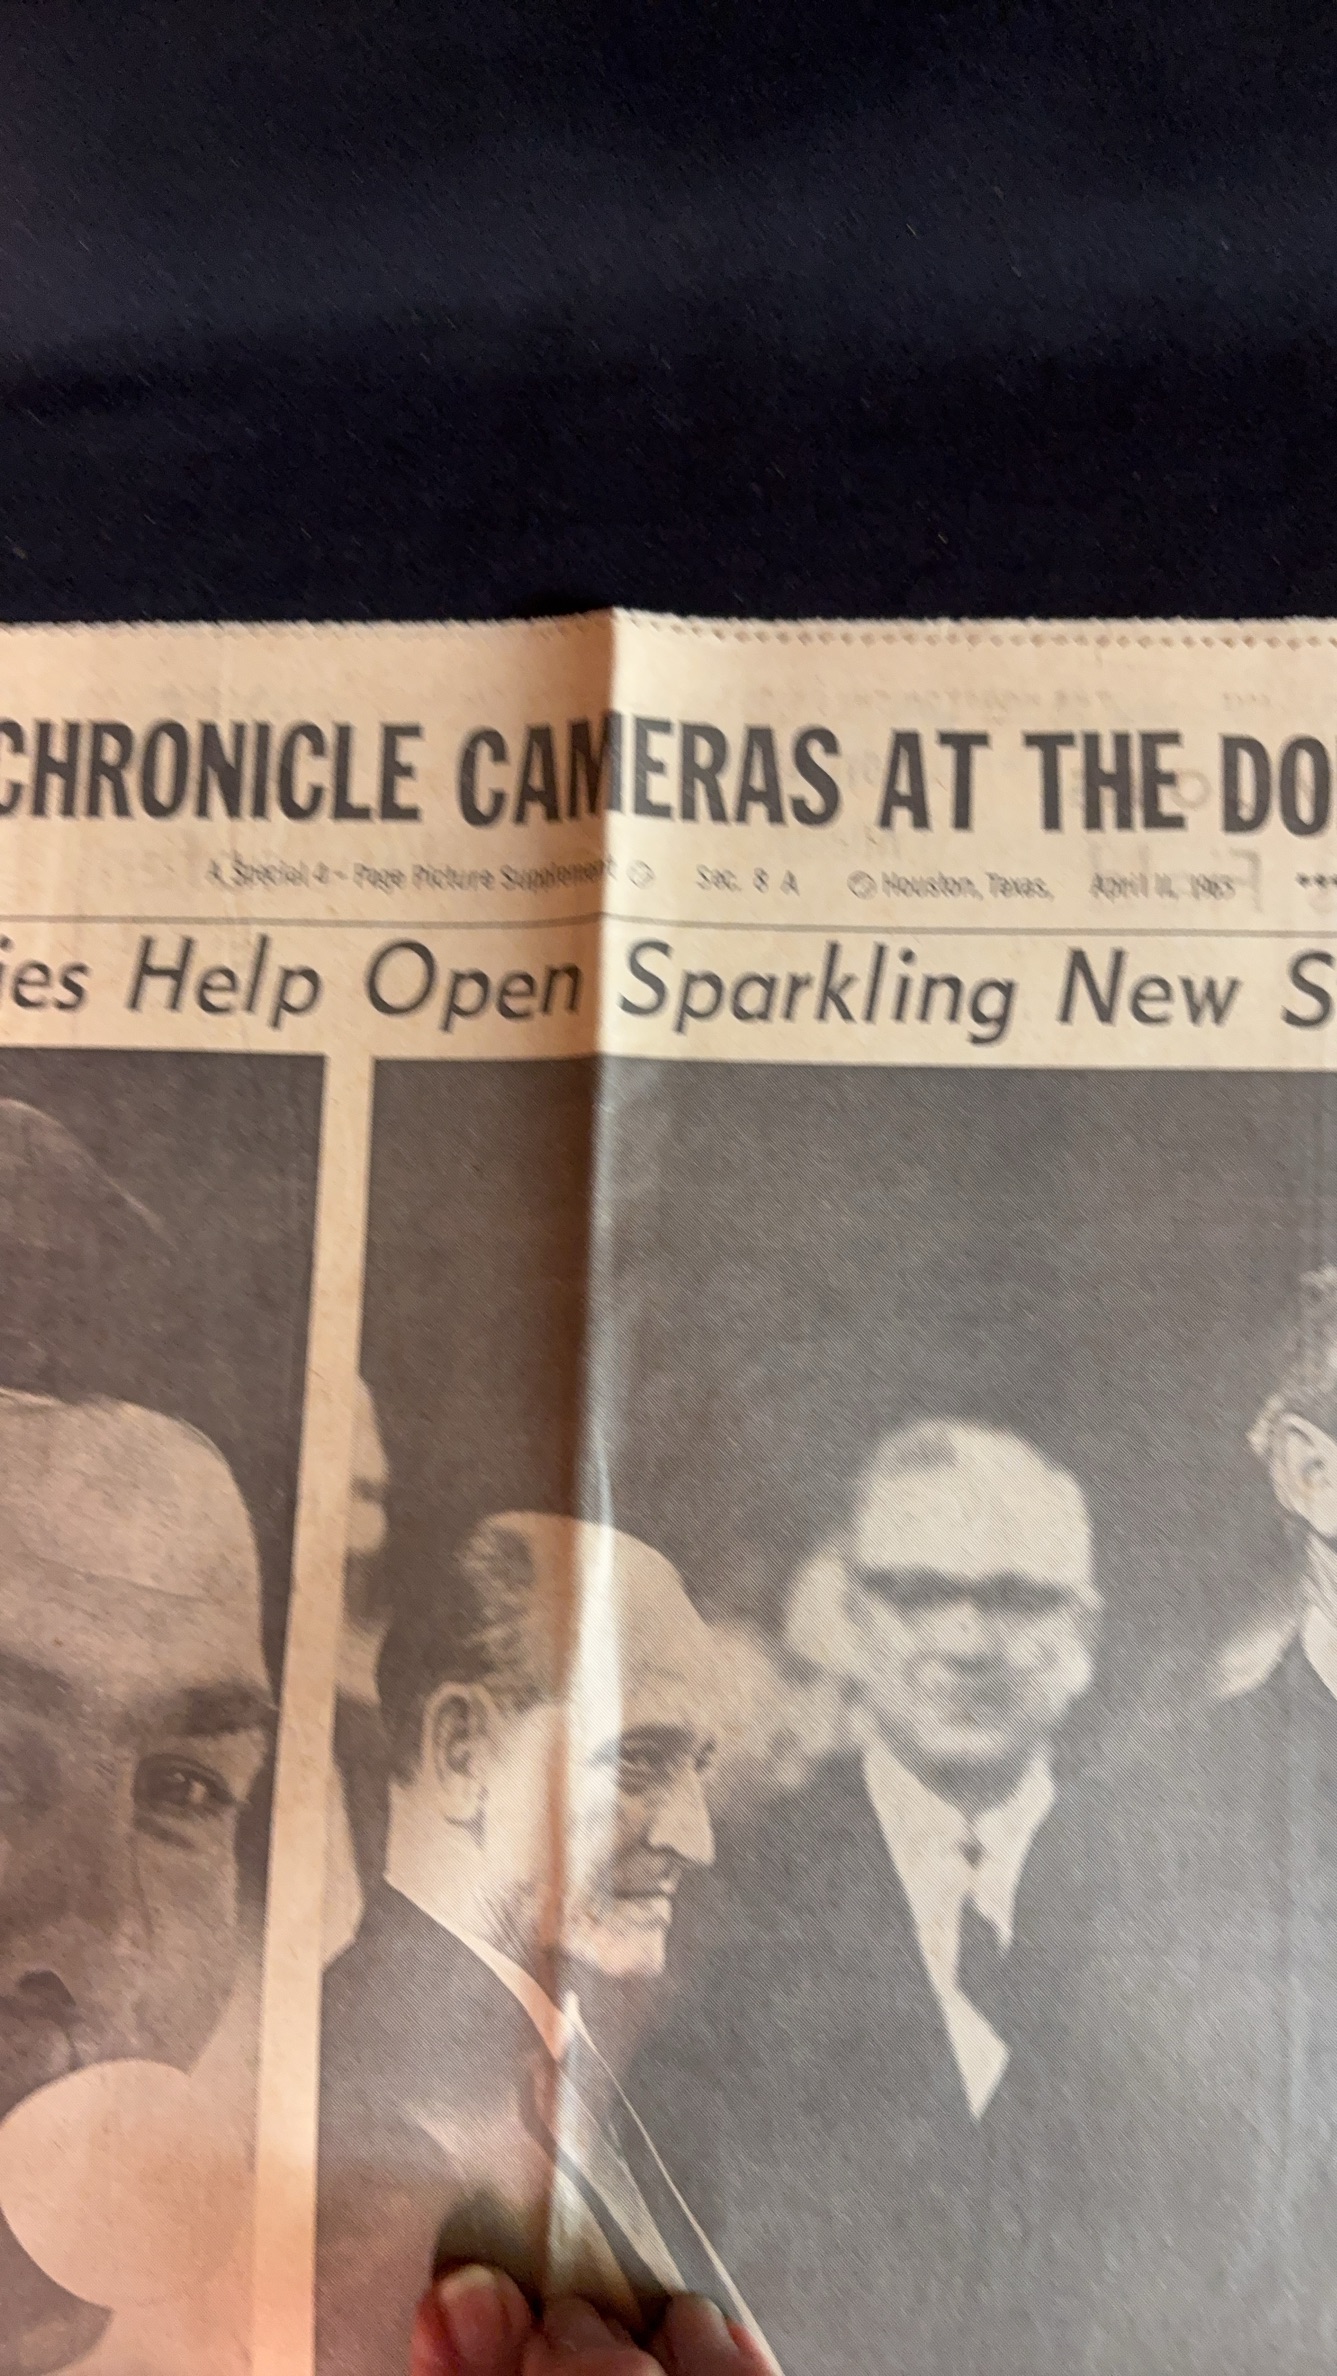 CHRONICLE CAMERAS AT THE DO
A Special 4-Page Picture Supplement Sec. 8 A Houston, Texas, April 11, 1965 ***
ies Help Open Sparkling New S